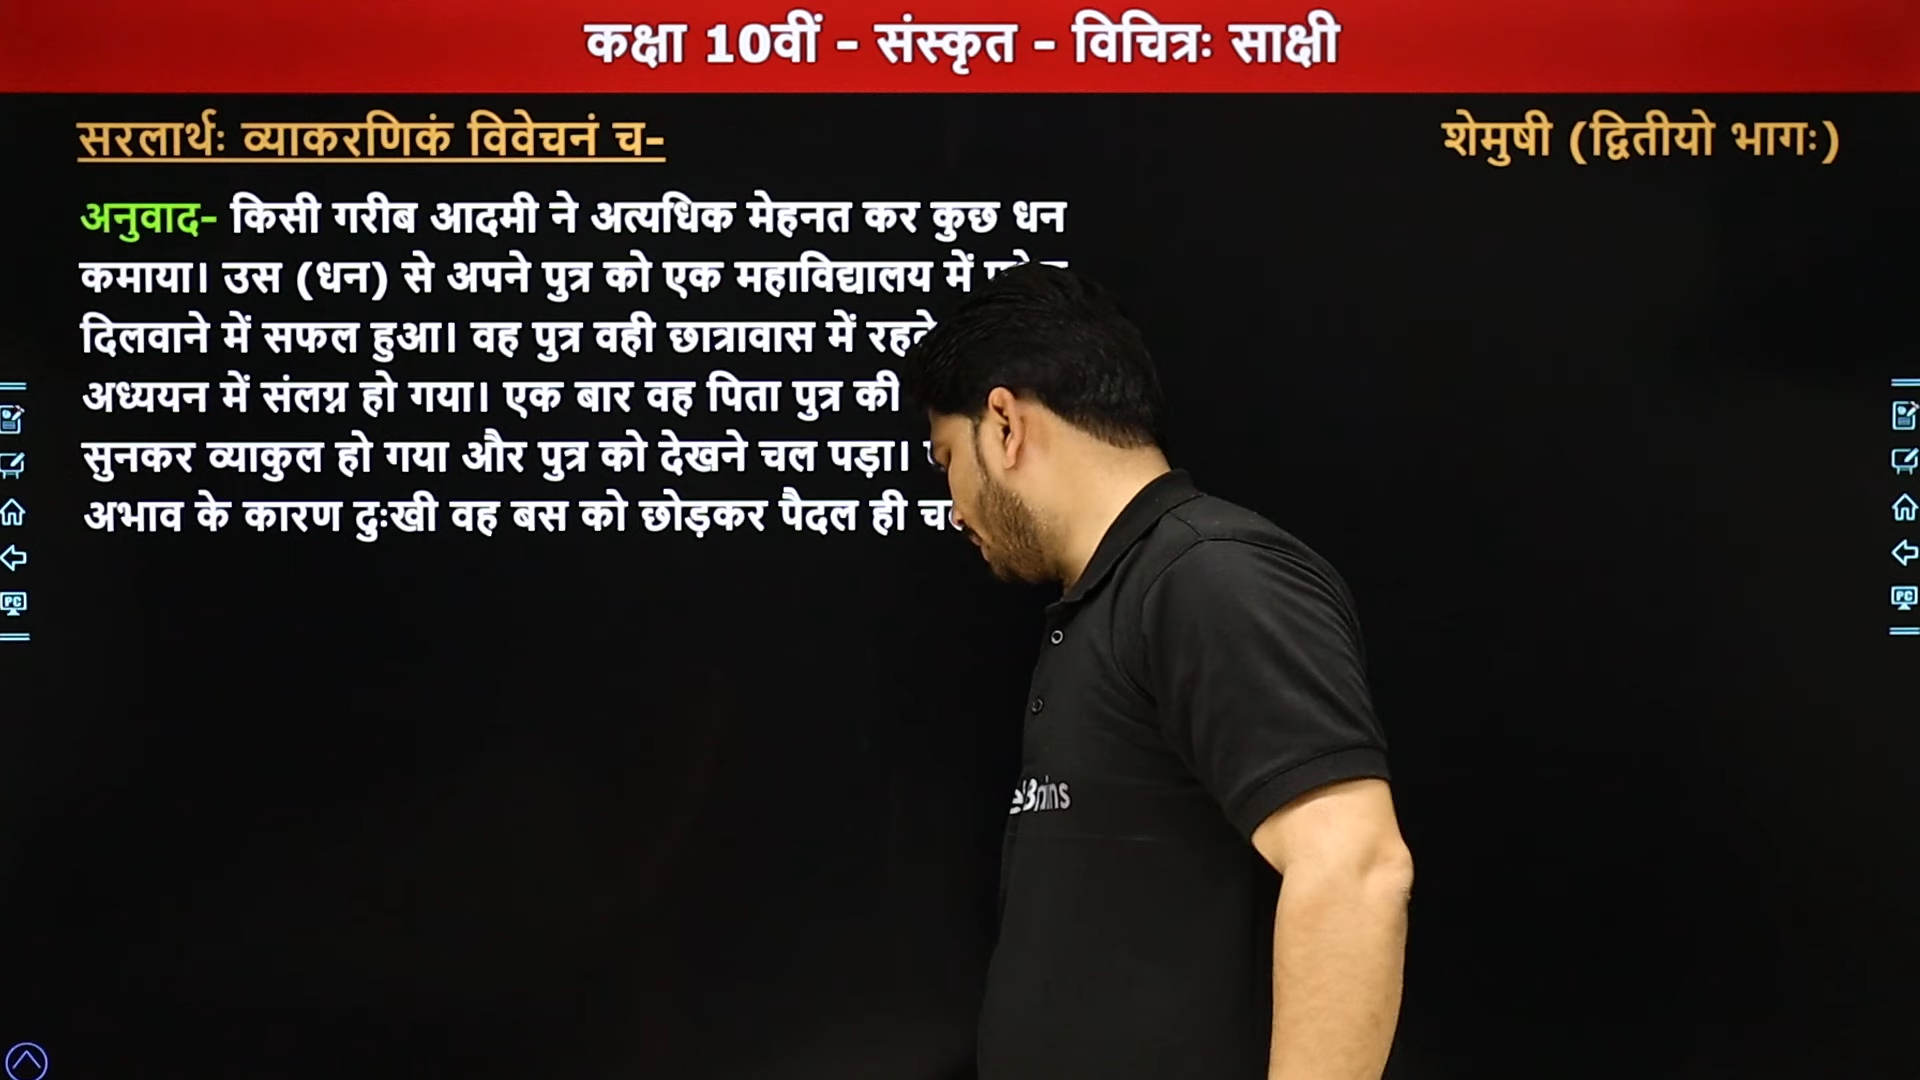 कक्षा 10वीं - संस्कृत - विचित्रः साक्षी
सरलार्थः व्याकरणिकं विवेचनं च-
शेमुषी (द्वितीयो भागः)
अनुवाद- किसी गरीब आदमी ने अत्यधिक मेहनत कर कुछ धन
कमाया। उस (धन) से अपने पुत्र को एक महाविद्यालय में
दिलवाने में सफल हुआ। वह पुत्र वही छात्रावास में
अध्ययन में संलग्न हो गया। एक बार वह पिता पुत्र की
सुनकर व्याकुल हो गया और पुत्र को देखने चल पड़ा।
अभाव के कारण दुःखी वह बस को छोड़कर पैदल ही
PC
PC